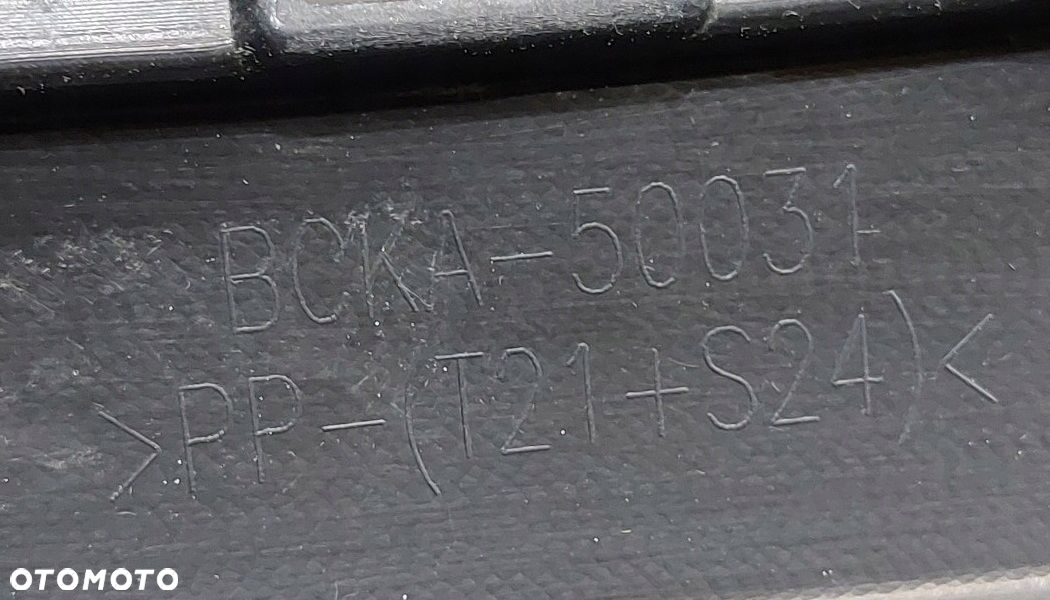 BCKA-50031
>PP-(T21+S24)<
OTOMOTO